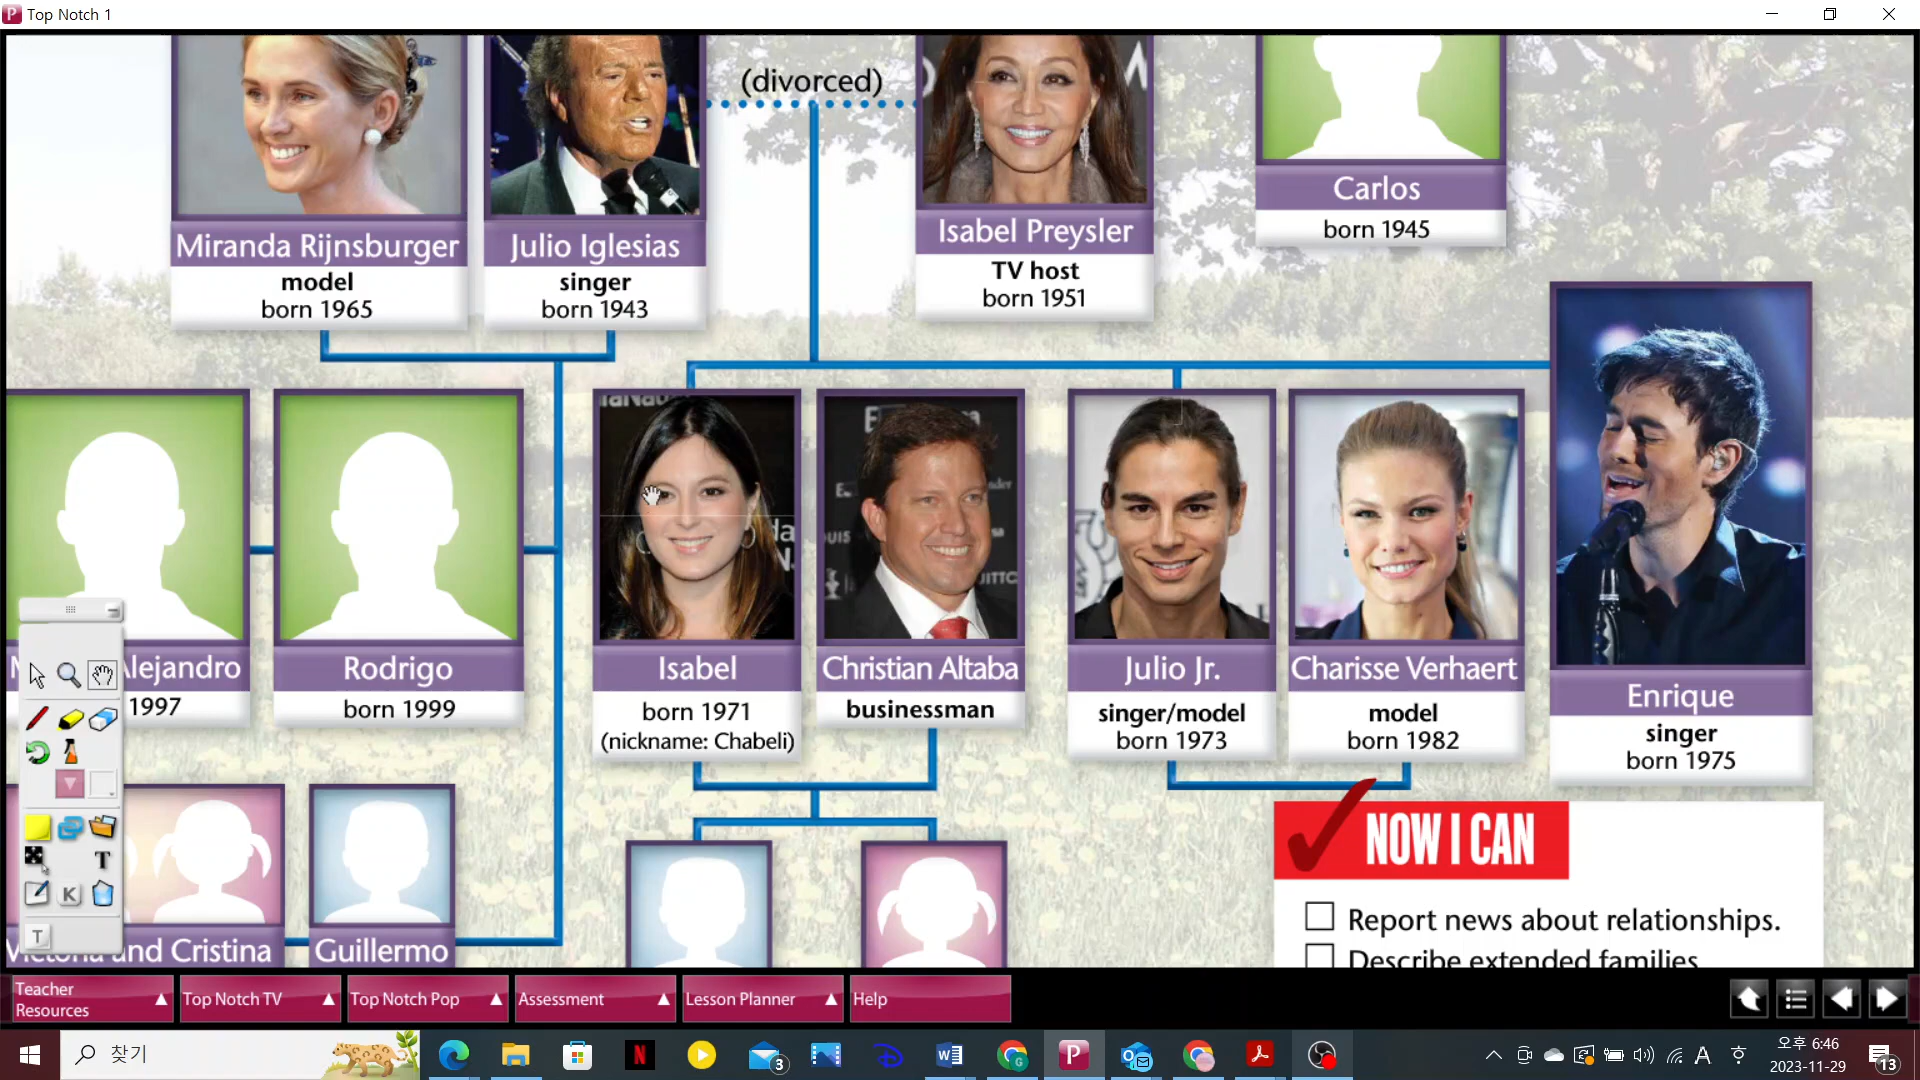 Top Notch 1
(divorced)
Miranda Rijnsburger
model
born 1965
Julio Iglesias
singer
born 1943
Isabel Preysler
TV host
born 1951
Carlos
born 1945
Alejandro
1997
Rodrigo
born 1999
Isabel
born 1971
(nickname: Chabeli)
Christian Altaba
businessman
Julio Jr.
singer/model
born 1973
Charisse Verhaert
model
born 1982
Enrique
singer
born 1975
Victoria and Cristina
Guillermo
NOW I CAN
Report news about relationships.
Describe extended families
T
K
T
Teacher
Resources
Top Notch TV
Top Notch Pop
Assessment
Lesson Planner
Help
찾기
3
A
오후 6:46
2023-11-29
13